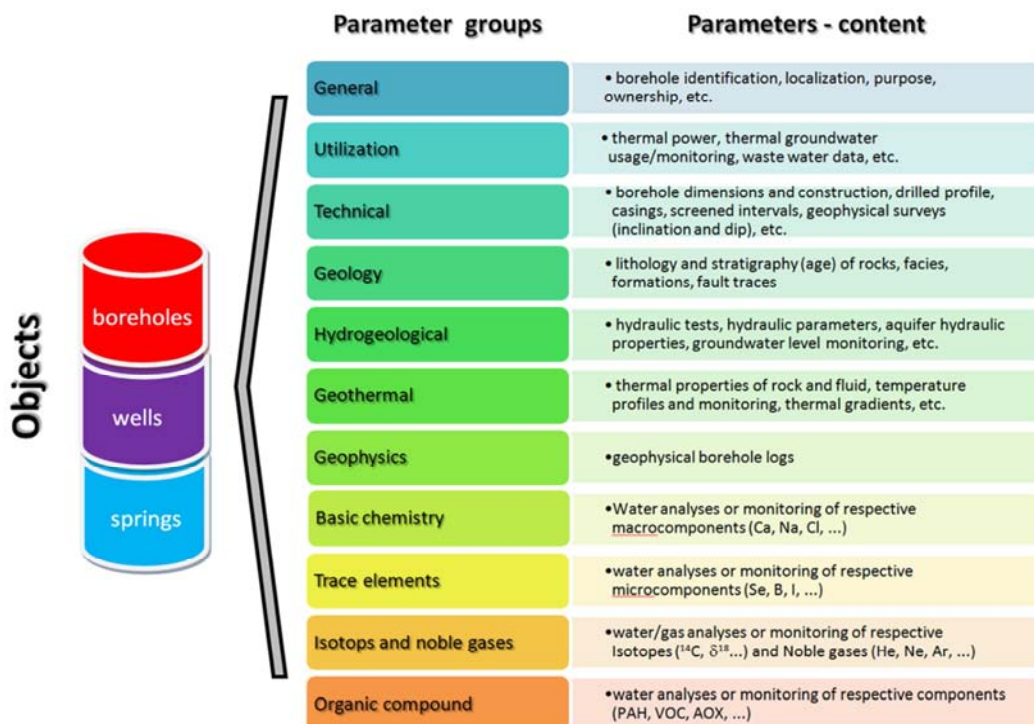 Parameter groups
Parameters - content
Objects
boreholes
wells
springs
General
• borehole identification, localization, purpose,
ownership, etc.
Utilization
• thermal power, thermal groundwater
usage/monitoring, waste water data, etc.
Technical
• borehole dimensions and construction, drilled profile,
casings, screened intervals, geophysical surveys
(inclination and dip), etc.
Geology
• lithology and stratigraphy (age) of rocks, facies,
formations, fault traces
Hydrogeological
• hydraulic tests, hydraulic parameters, aquifer hydraulic
properties, groundwater level monitoring, etc.
Geothermal
• thermal properties of rock and fluid, temperature
profiles and monitoring, thermal gradients, etc.
Geophysics
•geophysical borehole logs
Basic chemistry
•Water analyses or monitoring of respective
macrocomponents (Ca, Na, Cl, ...)
Trace elements
•water analyses or monitoring of respective
microcomponents (Se, B, I, ...)
Isotops and noble gases
•water/gas analyses or monitoring of respective
Isotopes (¹⁴C, δ¹⁸...) and Noble gases (He, Ne, Ar, ...)
Organic compound
•water analyses or monitoring of respective components
(PAH, VOC, AOX, ...)